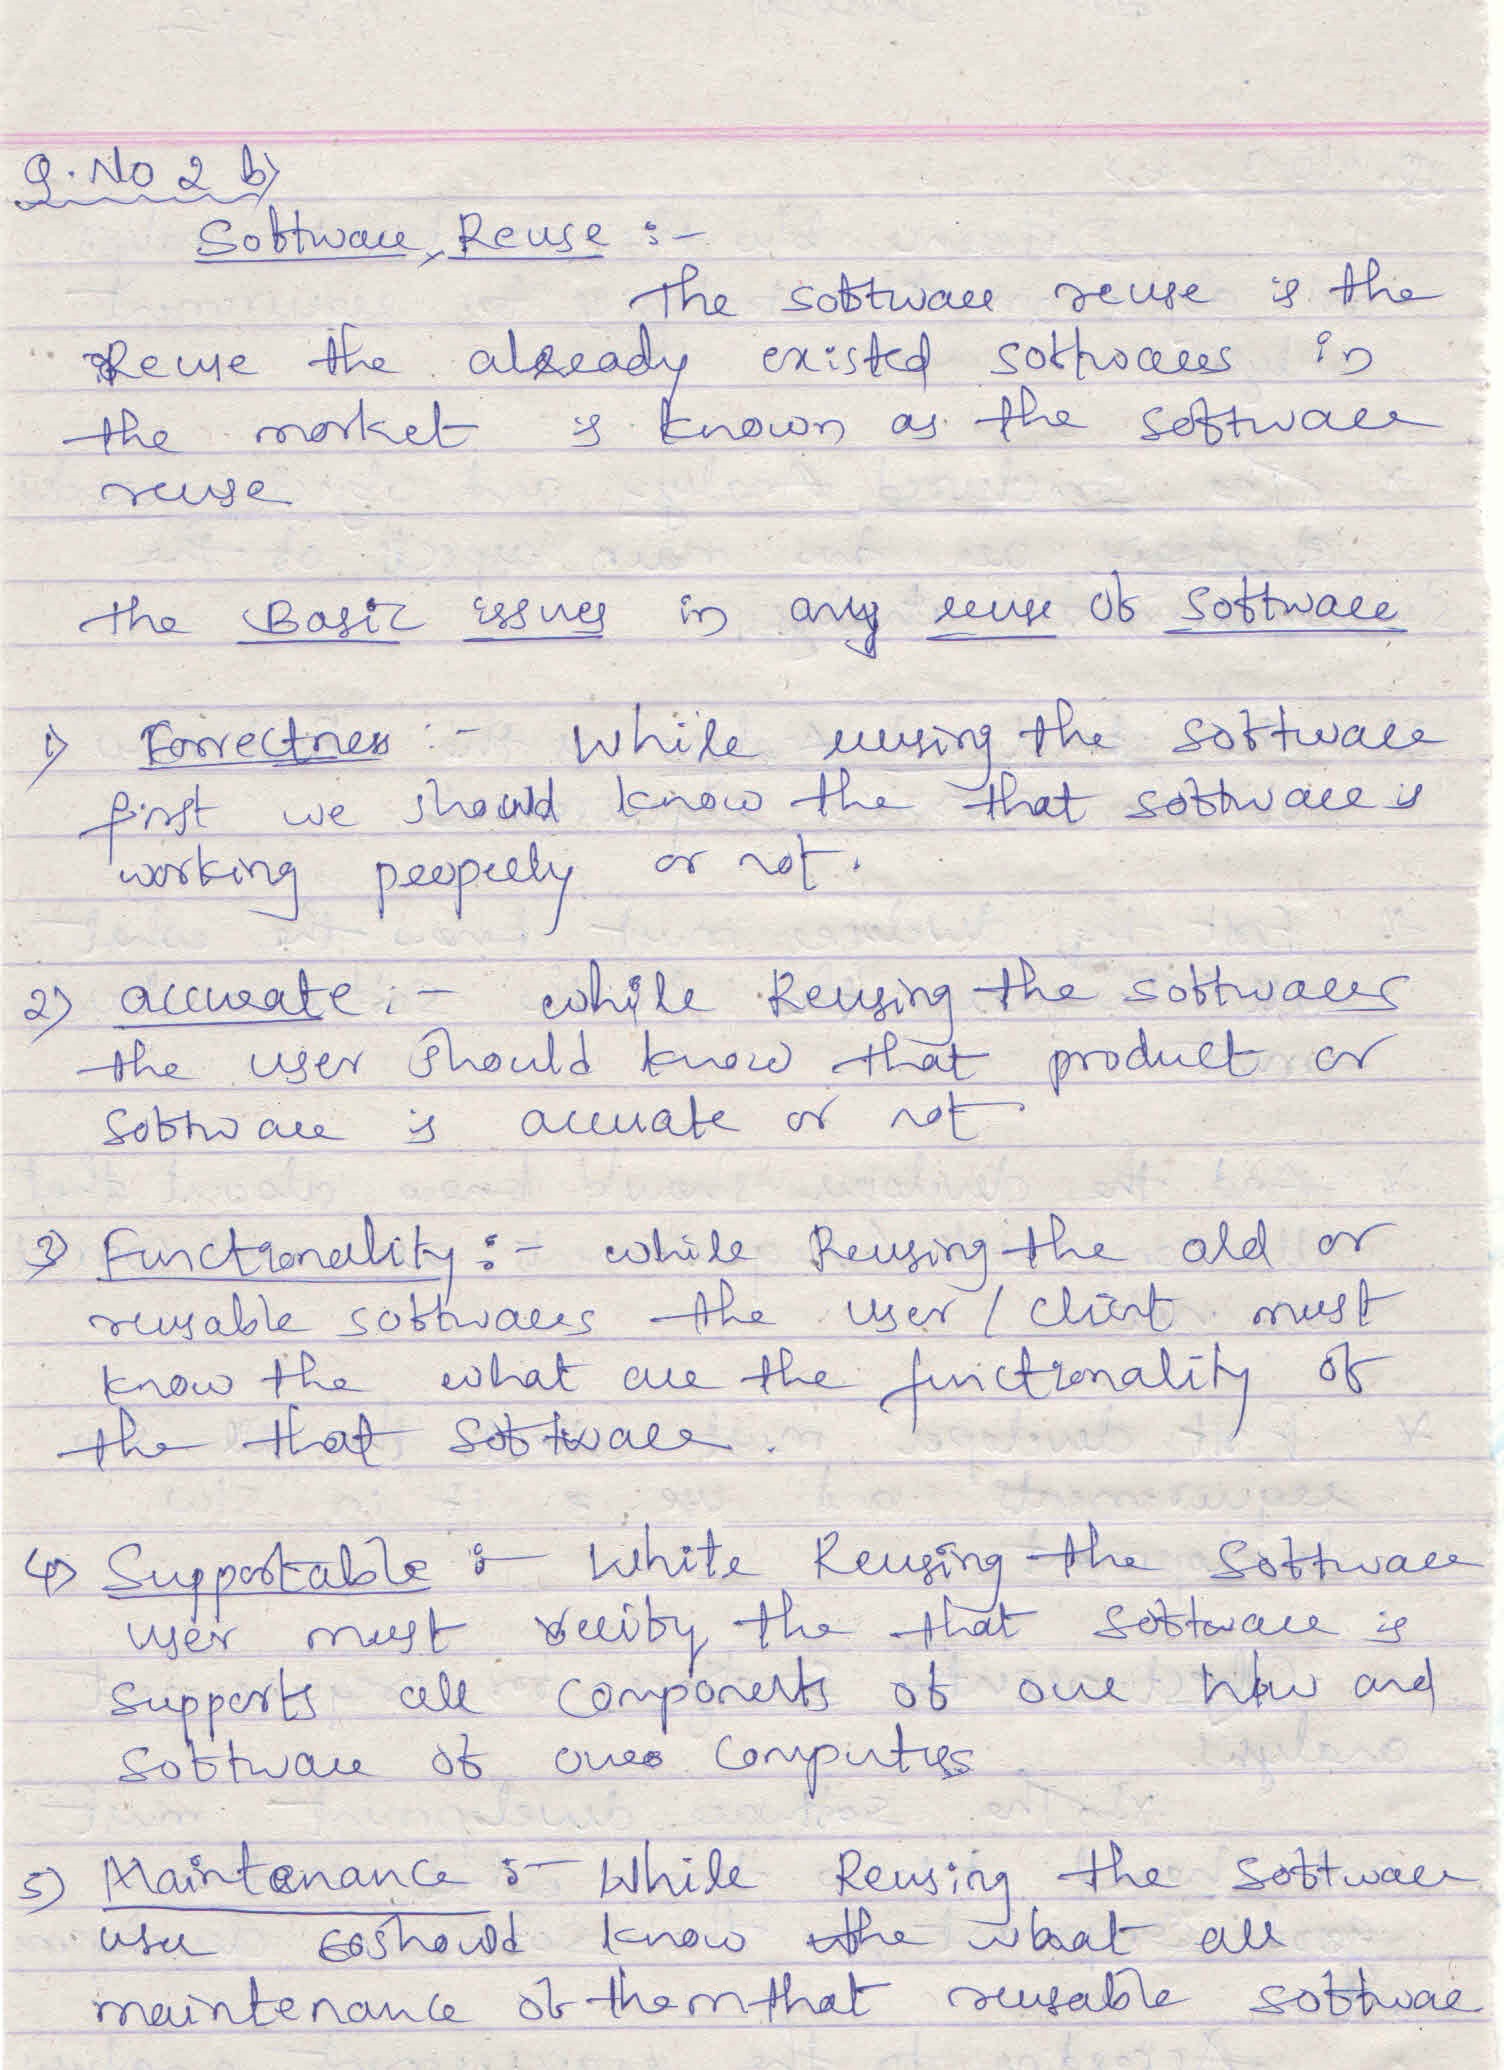 Q. No 2 b)
Software Reuse :-
The software reuse is the
Reuse the already existed softwares in
the market is known as the software
reuse
the Basic issues in any reuse of software
1) Correctness :- While reusing the software
first we should know the that software is
working properly or not.
2) accurate :- while Reusing the softwares
the user should know that product or
software is accurate or not
3) Functionality :- while Reusing the old or
reusable softwares the user / client must
know the what are the functionality of
the that software.
4) Supportable :- While Reusing the software
user must verify the that software is
supports all components of our h/w and
software of our computers
5) Maintenance :- While Reusing the software
user should know the what all
maintenance of them that reusable software